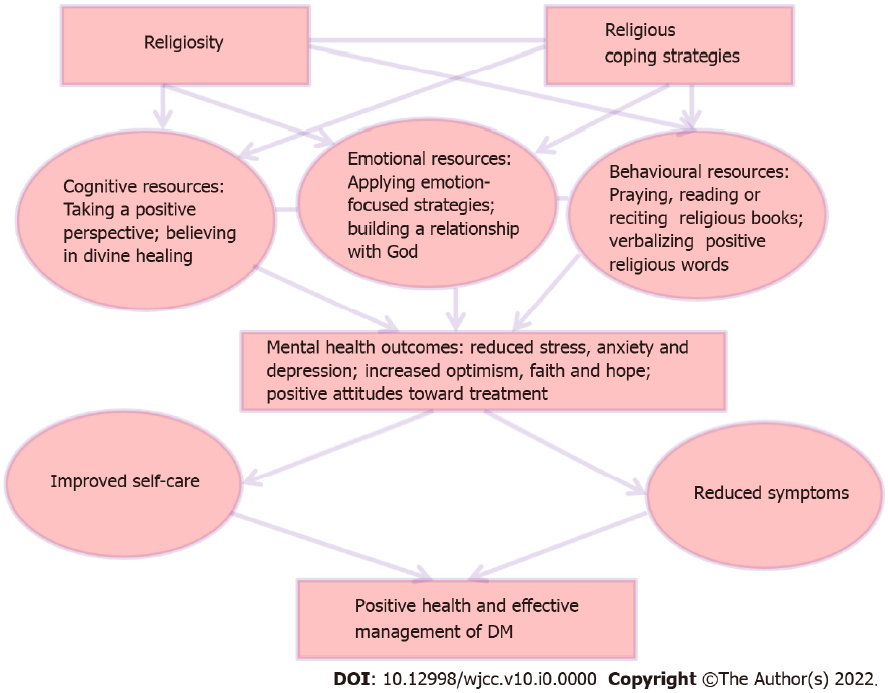 Religiosity
Religious
coping strategies
Cognitive resources:
Taking a positive
perspective; believing
in divine healing
Emotional resources:
Applying emotion-
focused strategies;
building a relationship
with God
Behavioural resources:
Praying, reading or
reciting religious books;
verbalizing positive
religious words
Mental health outcomes: reduced stress, anxiety and
depression; increased optimism, faith and hope;
positive attitudes toward treatment
Improved self-care
Reduced symptoms
Positive health and effective
management of DM
DOI: 10.12998/wjcc.v10.i0.0000 Copyright ©The Author(s) 2022.